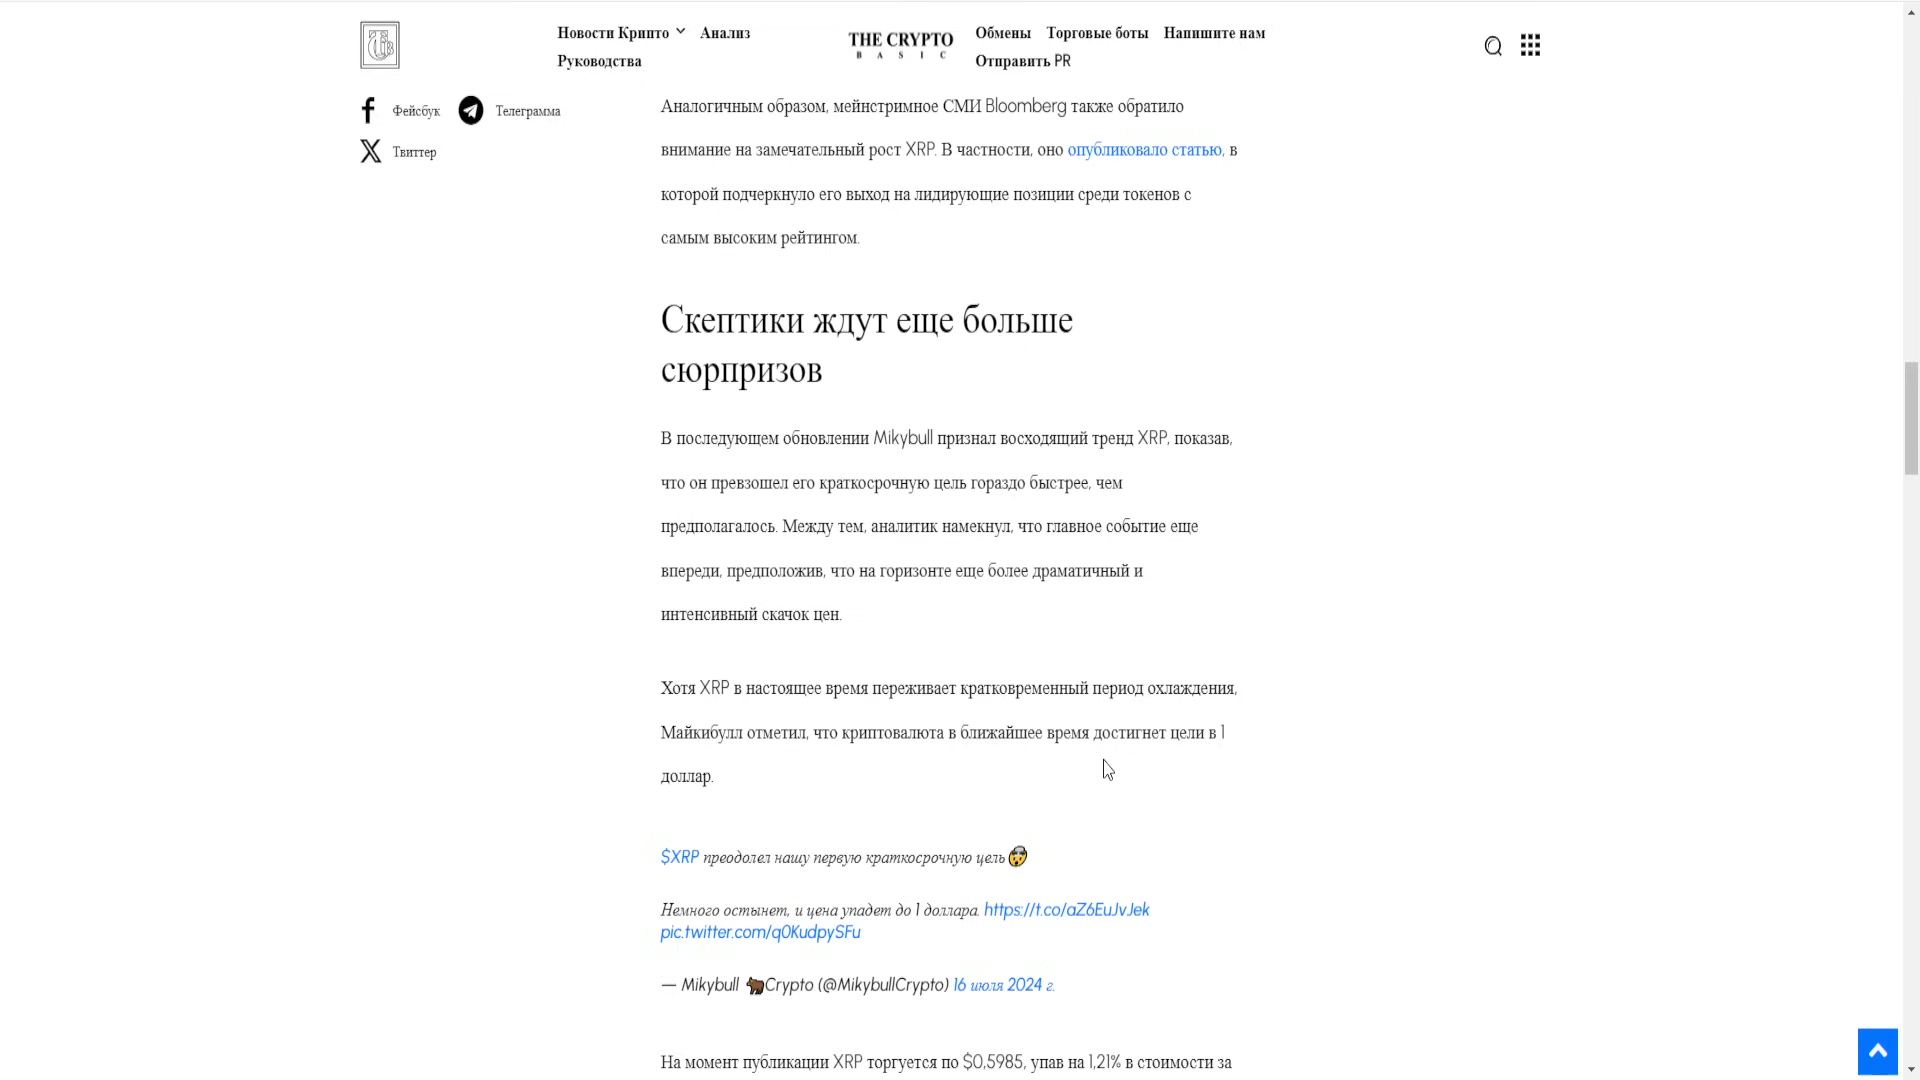 Новости Крипто Анализ
Руководства
THE CRYPTO
BASIC
Обмены Торговые боты Напишите нам
Отправить PR
Фейсбук Телеграмма
Твиттер
Аналогичным образом, мейнстримное СМИ Bloomberg также обратило
внимание на замечательный рост XRP. В частности, оно опубликовало статью, в
которой подчеркнуло его выход на лидирующие позиции среди токенов с
самым высоким рейтингом.
Скептики ждут еще больше
сюрпризов
В последующем обновлении Mikybull признал восходящий тренд XRP, показав,
что он превзошел его краткосрочную цель гораздо быстрее, чем
предполагалось. Между тем, аналитик намекнул, что главное событие еще
впереди, предположив, что на горизонте еще более драматичный и
интенсивный скачок цен.
Хотя XRP в настоящее время переживает кратковременный период охлаждения,
Майкибулл отметил, что криптовалюта в ближайшее время достигнет цели в 1
доллар.
$XRP преодолел нашу первую краткосрочную цель🤯
Немного остынет, и цена упадет до 1 доллара. https://t.co/aZ6EuJvJek
pic.twitter.com/q0KudpySFu
— Mikybull 🐂Crypto (@MikybullCrypto) 16 июля 2024 г.
На момент публикации XRP торгуется по $0,5985, упав на 1,21% в стоимости за